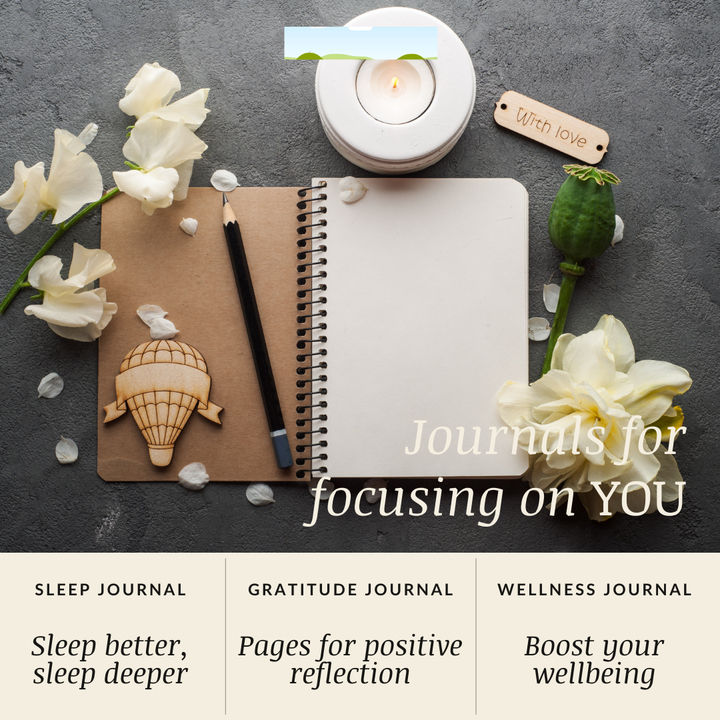 With love
Journals for
focusing on YOU
SLEEP JOURNAL
Sleep better,
sleep deeper
GRATITUDE JOURNAL
Pages for positive
reflection
WELLNESS JOURNAL
Boost your
wellbeing